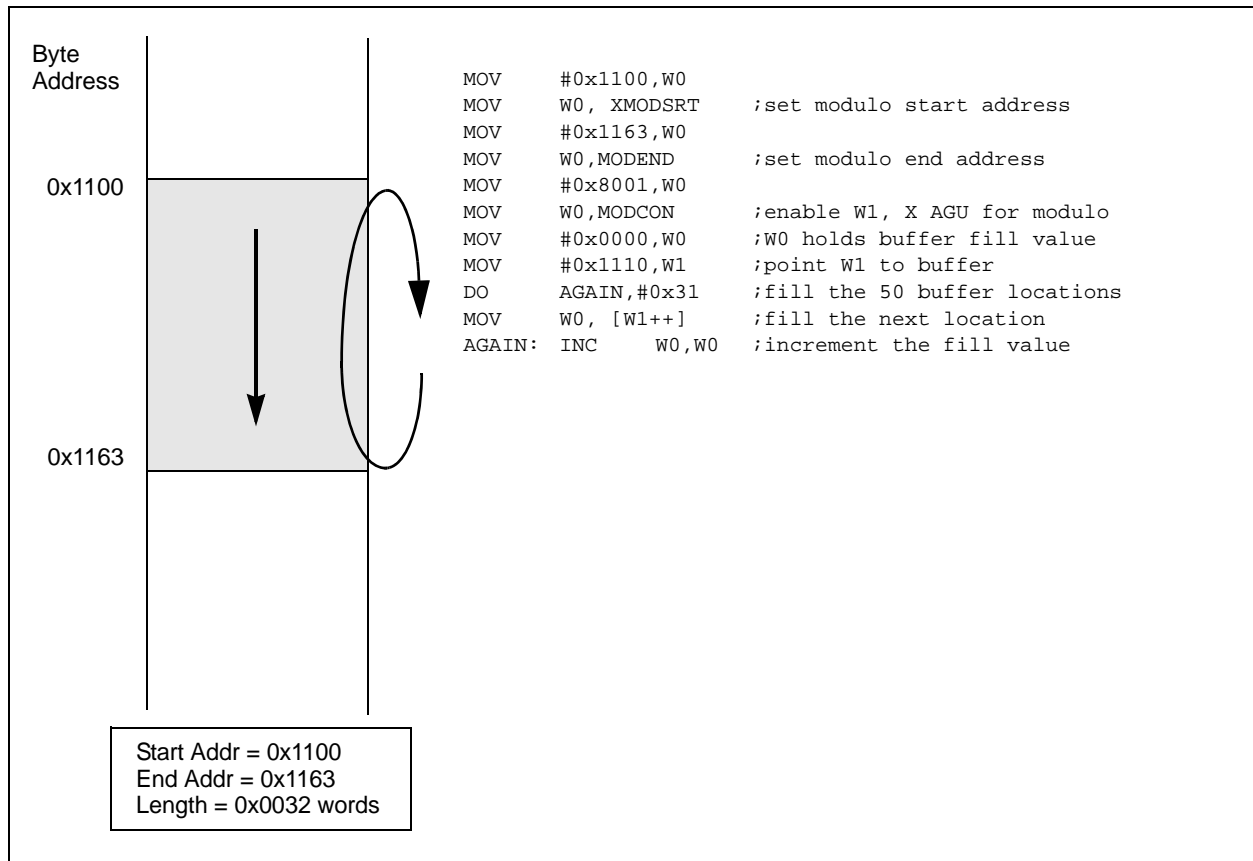 Byte
Address
0x1100
0x1163
MOV #0x1100,W0
MOV W0, XMODSRT ;set modulo start address
MOV #0x1163,W0
MOV W0,MODEND ;set modulo end address
MOV #0x8001,W0
MOV W0,MODCON ;enable W1, X AGU for modulo
MOV #0x0000,W0 ;W0 holds buffer fill value
MOV #0x1110,W1 ;point W1 to buffer
DO AGAIN,#0x31 ;fill the 50 buffer locations
MOV W0, [W1++] ;fill the next location
AGAIN: INC W0,W0 ;increment the fill value
Start Addr = 0x1100
End Addr = 0x1163
Length = 0x0032 words